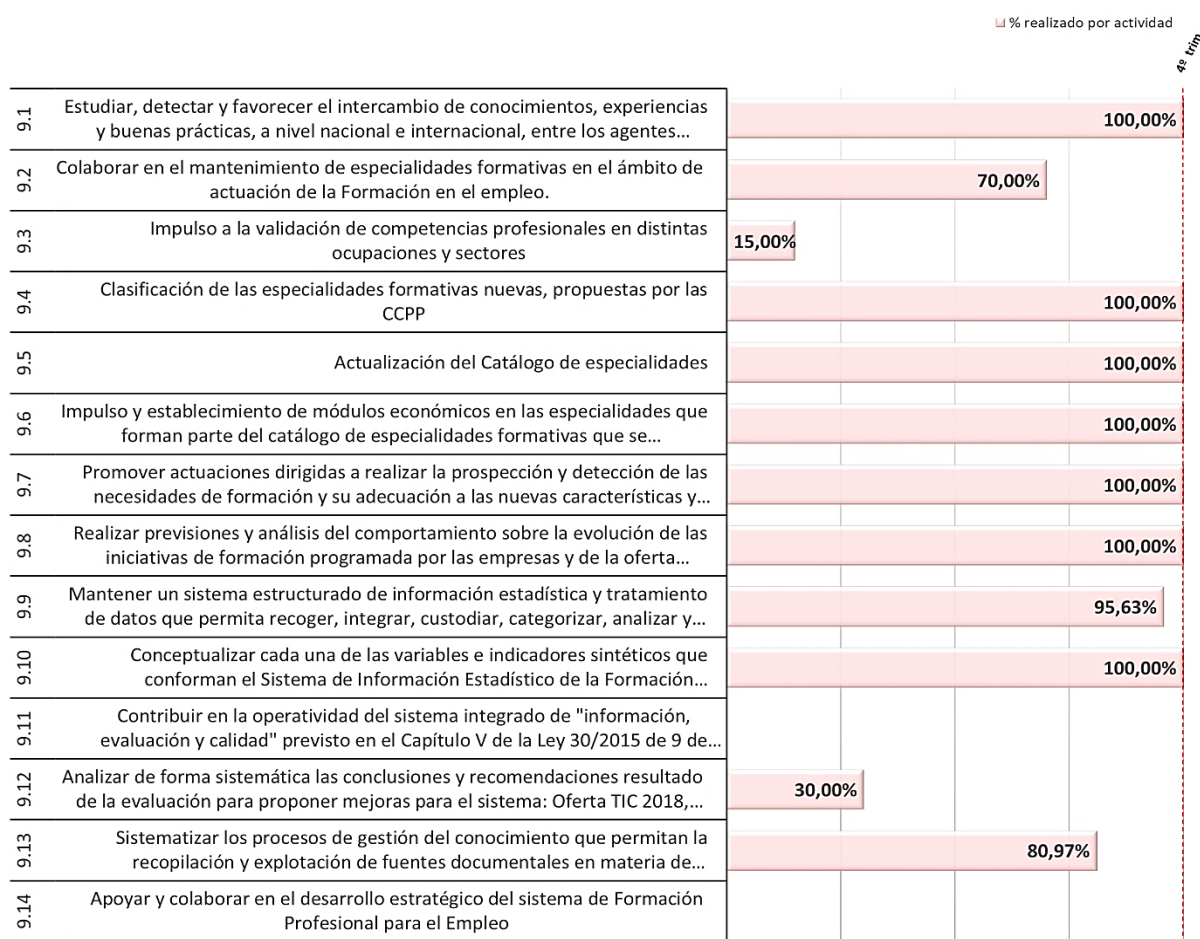 % realizado por actividad
4º trim
9.1
Estudiar, detectar y favorecer el intercambio de conocimientos, experiencias
y buenas prácticas, a nivel nacional e internacional, entre los agentes...
100,00%
9.2
Colaborar en el mantenimiento de especialidades formativas en el ámbito de
actuación de la Formación en el empleo.
70,00%
9.3
Impulso a la validación de competencias profesionales en distintas
ocupaciones y sectores
15,00%
9.4
Clasificación de las especialidades formativas nuevas, propuestas por las
CCPP
100,00%
9.5
Actualización del Catálogo de especialidades
100,00%
9.6
Impulso y establecimiento de módulos económicos en las especialidades que
forman parte del catálogo de especialidades formativas que se...
100,00%
9.7
Promover actuaciones dirigidas a realizar la prospección y detección de las
necesidades de formación y su adecuación a las nuevas características y...
100,00%
9.8
Realizar previsiones y análisis del comportamiento sobre la evolución de las
iniciativas de formación programada por las empresas y de la oferta...
100,00%
9.9
Mantener un sistema estructurado de información estadística y tratamiento
de datos que permita recoger, integrar, custodiar, categorizar, analizar y...
95,63%
9.10
Conceptualizar cada una de las variables e indicadores sintéticos que
conforman el Sistema de Información Estadístico de la Formación...
100,00%
9.11
Contribuir en la operatividad del sistema integrado de "información,
evaluación y calidad" previsto en el Capítulo V de la Ley 30/2015 de 9 de...
9.12
Analizar de forma sistemática las conclusiones y recomendaciones resultado
de la evaluación para proponer mejoras para el sistema: Oferta TIC 2018,...
30,00%
9.13
Sistematizar los procesos de gestión del conocimiento que permitan la
recopilación y explotación de fuentes documentales en materia de...
80,97%
9.14
Apoyar y colaborar en el desarrollo estratégico del sistema de Formación
Profesional para el Empleo